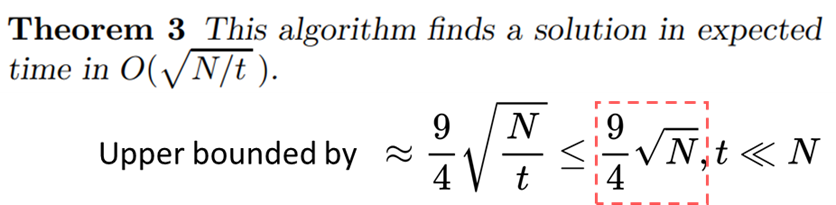 Theorem 3 This algorithm finds a solution in expected
time in O(√N/t ).
Upper bounded by ≈ 9/4 √N/t ≤ 9/4 √N, t ≪ N